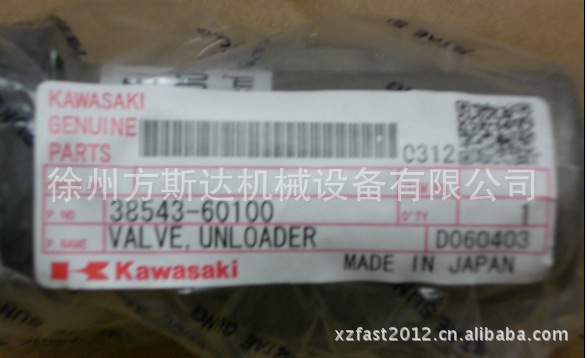 KAWASAKI
GENUINE
PARTS
C312
徐州方斯达机械设备有限公司
P.NO 38543-60100 Q'TY 1
P.NAME VALVE, UNLOADER D060403
Kawasaki MADE IN JAPAN
xzfast2012.cn.alibaba.com